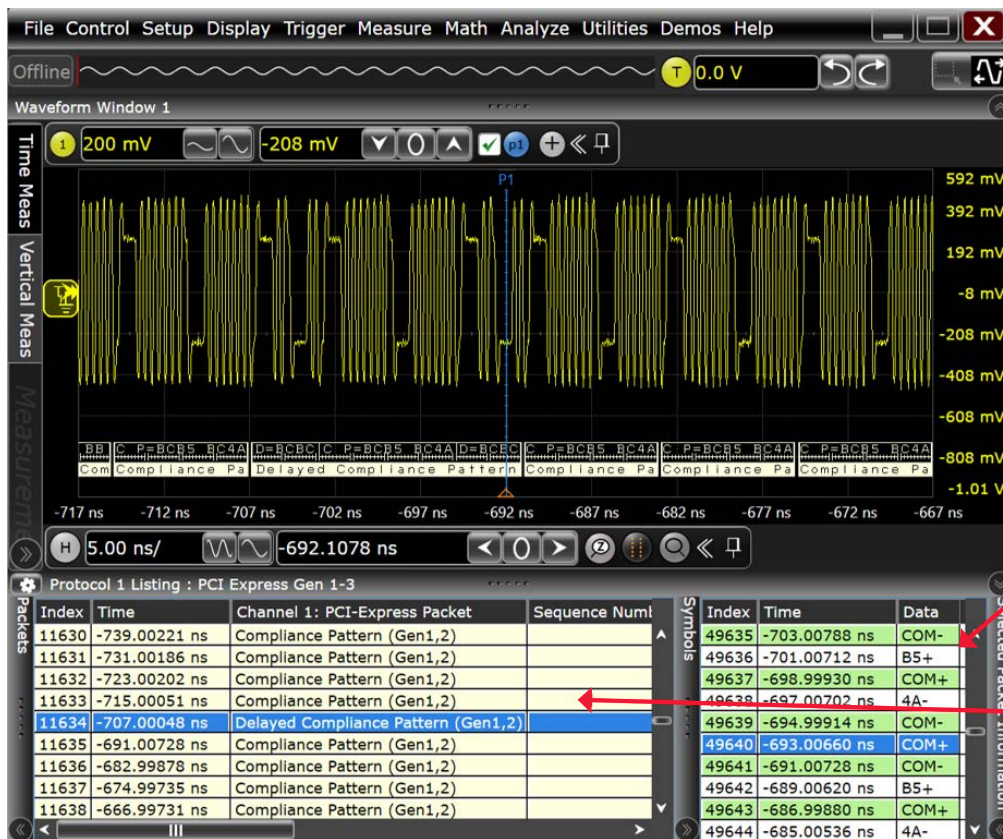 File Control Setup Display Trigger Measure Math Analyze Utilities Demos Help
Offline T 0.0 V
Waveform Window 1
Time Meas
Vertical Meas
1 200 mV -208 mV 0 p1
P1
592 mV
392 mV
192 mV
-8 mV
-208 mV
-408 mV
-608 mV
-808 mV
-1.01 V
BB C P=BCB5 BC4A D=BCBC C P=BCB5 BC4A D=BCBC C P=BCB5 BC4A C P=BCB5 BC4A C P=BCB5 BC4A
Com Compliance Pa Delayed Compliance Pattern Compliance Pa Compliance Pa Compliance Pa
-717 ns -712 ns -707 ns -702 ns -697 ns -692 ns -687 ns -682 ns -677 ns -672 ns -667 ns
H 5.00 ns/ -692.1078 ns 0 Z
Protocol 1 Listing : PCI Express Gen 1-3
Packets
Index Time Channel 1: PCI-Express Packet Sequence Numb
11630 -739.00221 ns Compliance Pattern (Gen1,2)
11631 -731.00186 ns Compliance Pattern (Gen1,2)
11632 -723.00202 ns Compliance Pattern (Gen1,2)
11633 -715.00051 ns Compliance Pattern (Gen1,2)
11634 -707.00048 ns Delayed Compliance Pattern (Gen1,2)
11635 -691.00728 ns Compliance Pattern (Gen1,2)
11636 -682.99878 ns Compliance Pattern (Gen1,2)
11637 -674.99735 ns Compliance Pattern (Gen1,2)
11638 -666.99731 ns Compliance Pattern (Gen1,2)
Symbols
Index Time Data
49635 -703.00788 ns COM-
49636 -701.00712 ns B5+
49637 -698.99930 ns COM+
49638 -697.00702 ns 4A-
49639 -694.99914 ns COM-
49640 -693.00660 ns COM+
49641 -691.00728 ns COM-
49642 -689.00620 ns B5+
49643 -686.99880 ns COM+
49644 -685.00536 ns 4A-
Selected Packet Information